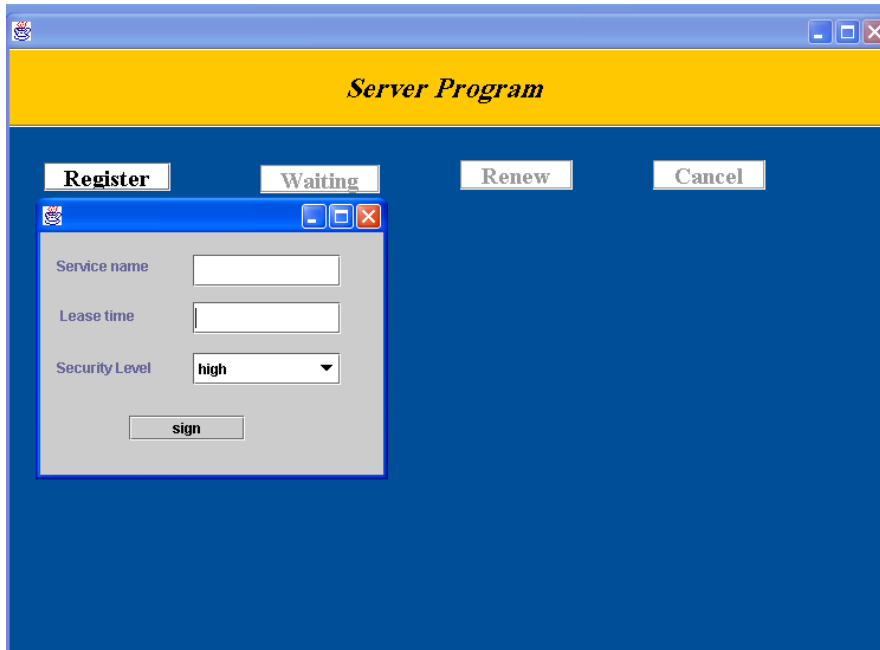 Server Program
Register Waiting Renew Cancel
Service name
Lease time
Security Level high
sign